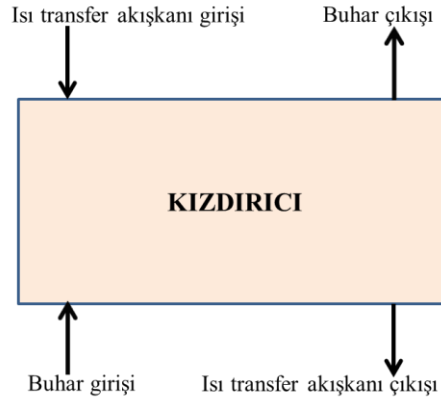 Isı transfer akışkanı girişi
Buhar çıkışı
KIZDIRICI
Buhar girişi
Isı transfer akışkanı çıkışı